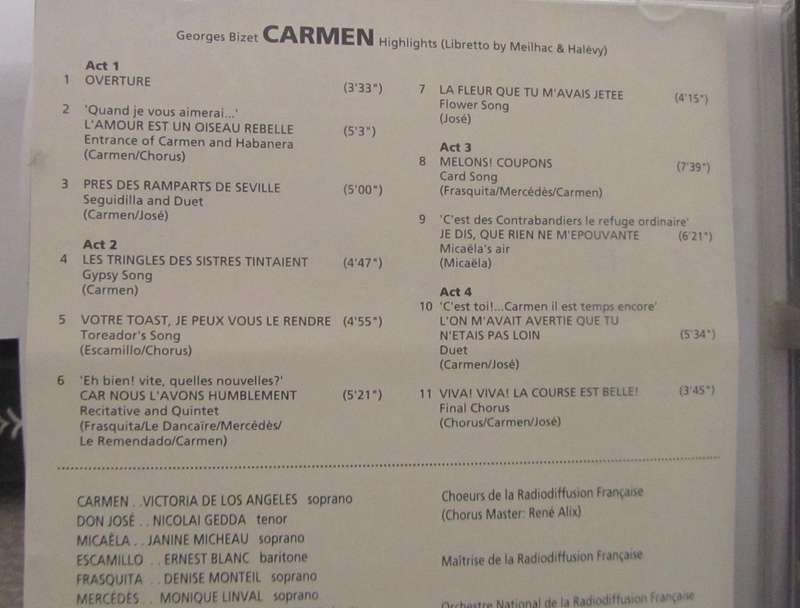 Georges Bizet CARMEN Highlights (Libretto by Meilhac & Halévy)
Act 1
1 OVERTURE (3'33")
2 'Quand je vous aimerai...'
L'AMOUR EST UN OISEAU REBELLE (5'3")
Entrance of Carmen and Habanera
(Carmen/Chorus)
3 PRES DES RAMPARTS DE SEVILLE (5'00")
Seguidilla and Duet
(Carmen/José)
Act 2
4 LES TRINGLES DES SISTRES TINTAIENT (4'47")
Gypsy Song
(Carmen)
5 VOTRE TOAST, JE PEUX VOUS LE RENDRE (4'55")
Toreador's Song
(Escamillo/Chorus)
6 'Eh bien! vite, quelles nouvelles?'
CAR NOUS L'AVONS HUMBLEMENT (5'21")
Recitative and Quintet
(Frasquita/Le Dancaïre/Mercédès/
Le Remendado/Carmen)
7 LA FLEUR QUE TU M'AVAIS JETEE (4'15")
Flower Song
(José)
Act 3
8 MELONS! COUPONS (7'39")
Card Song
(Frasquita/Mercédès/Carmen)
9 'C'est des Contrabandiers le refuge ordinaire'
JE DIS, QUE RIEN NE M'EPOUVANTE (6'21")
Micaëla's air
(Micaëla)
Act 4
10 'C'est toi!...Carmen il est temps encore'
L'ON M'AVAIT AVERTIE QUE TU
N'ETAIS PAS LOIN (5'34")
Duet
(Carmen/José)
11 VIVA! VIVA! LA COURSE EST BELLE! (3'45")
Final Chorus
(Chorus/Carmen/José)
CARMEN . . VICTORIA DE LOS ANGELES soprano
DON JOSÉ . . NICOLAI GEDDA tenor
MICAËLA . . JANINE MICHEAU soprano
ESCAMILLO . . ERNEST BLANC baritone
FRASQUITA . . DENISE MONTEIL soprano
MERCÉDÈS . . MONIQUE LINVAL soprano
Choeurs de la Radiodiffusion Française
(Chorus Master: René Alix)
Maîtrise de la Radiodiffusion Française
Orchestre National de la Radiodiffusion Française